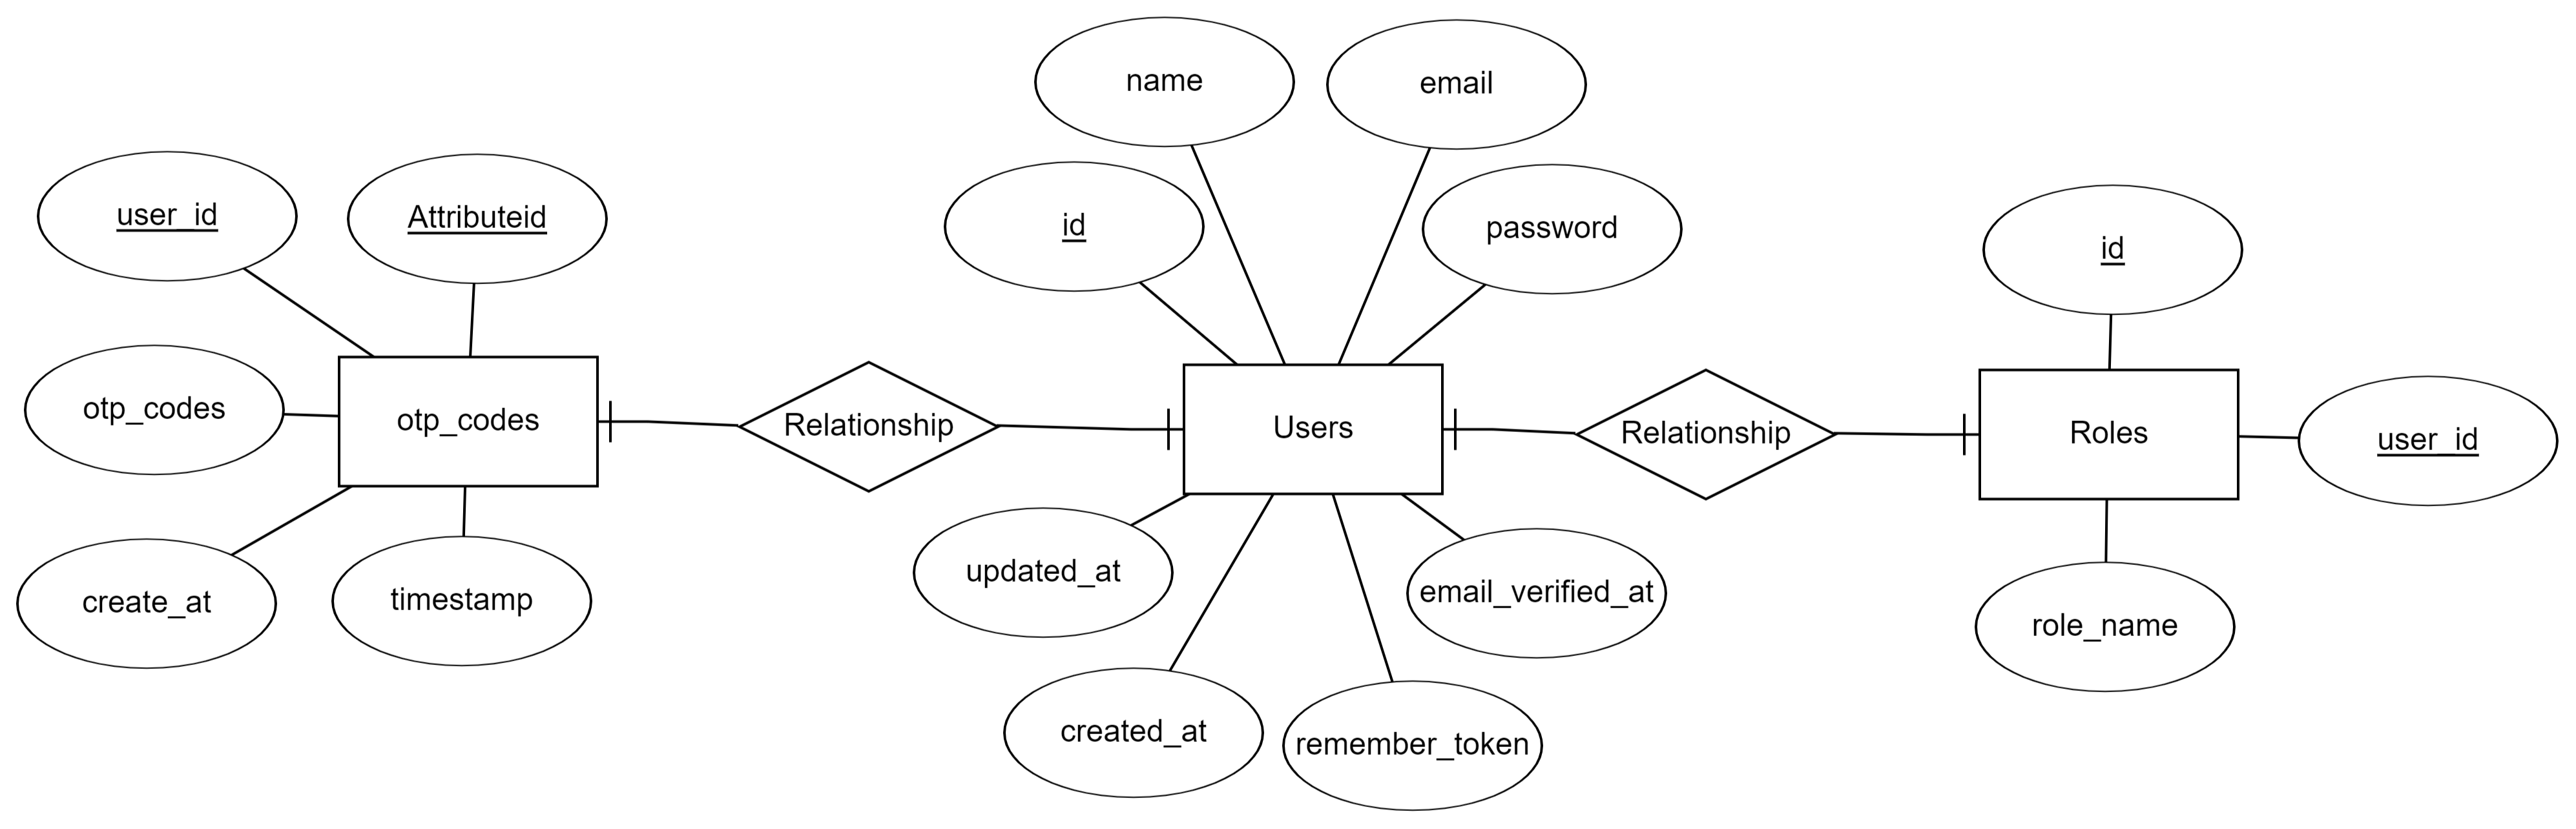 name
email
user_id
Attributeid
id
password
id
otp_codes
otp_codes
Relationship
Users
Relationship
Roles
user_id
create_at
timestamp
updated_at
email_verified_at
role_name
created_at
remember_token